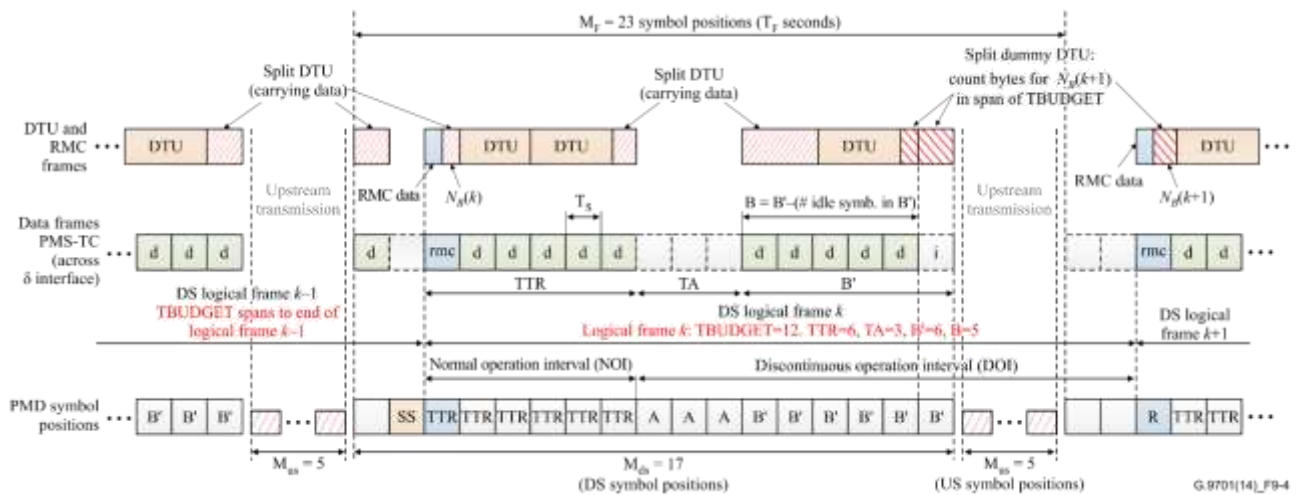 M_F = 23 symbol positions (T_F seconds)
Split DTU
(carrying data)
Split DTU
(carrying data)
Split dummy DTU:
count bytes for N_B(k+1)
in span of TBUDGET
DTU and
RMC
frames
DTU
DTU
DTU
DTU
DTU
RMC data
N_B(k)
RMC data
N_B(k+1)
Upstream
transmission
Upstream
transmission
T_S
B = B'–(# idle symb. in B')
Data frames
PMS-TC
(across
δ interface)
d d d d rmc d d d d d d d d d d i rmc d d
TTR TA B'
DS logical frame k–1
TBUDGET spans to end of
logical frame k–1
DS logical frame k
Logical frame k: TBUDGET=12. TTR=6, TA=3, B'=6, B=5
DS logical
frame k+1
Normal operation interval (NOI)
Discontinuous operation interval (DOI)
PMD symbol
positions
B' B' B' SS TTR TTR TTR TTR TTR TTR A A A B' B' B' B' B' B' R TTR TTR
M_us = 5
M_ds = 17
(DS symbol positions)
M_us = 5
(US symbol positions)
G.9701(14)_F9-4